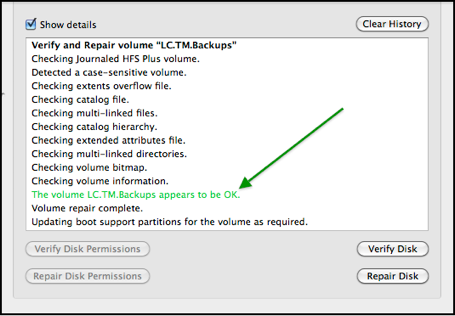 Show details
Clear History
Verify and Repair volume "LC.TM.Backups"
Checking Journaled HFS Plus volume.
Detected a case-sensitive volume.
Checking extents overflow file.
Checking catalog file.
Checking multi-linked files.
Checking catalog hierarchy.
Checking extended attributes file.
Checking multi-linked directories.
Checking volume bitmap.
Checking volume information.
The volume LC.TM.Backups appears to be OK.
Volume repair complete.
Updating boot support partitions for the volume as required.
Verify Disk Permissions
Verify Disk
Repair Disk Permissions
Repair Disk